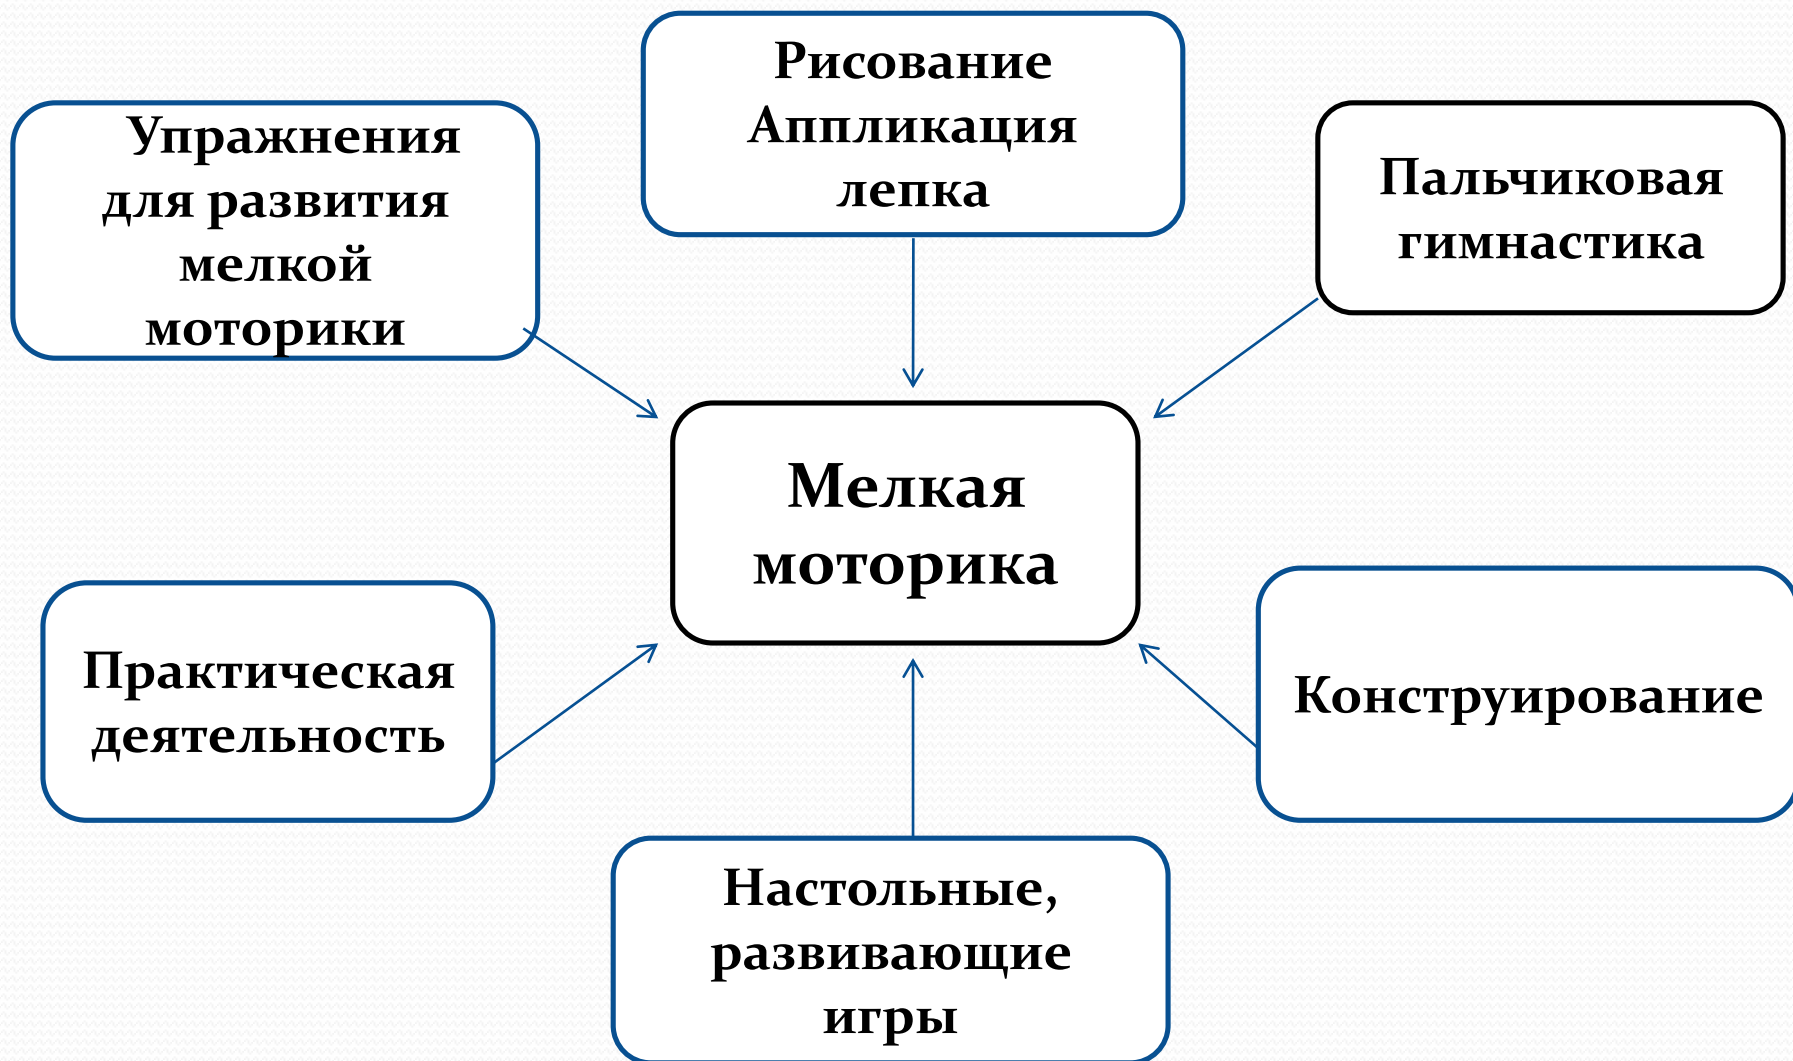 Рисование
Аппликация
лепка
Упражнения
для развития
мелкой
моторики
Пальчиковая
гимнастика
Мелкая
моторика
Практическая
деятельность
Конструирование
Настольные,
развивающие
игры